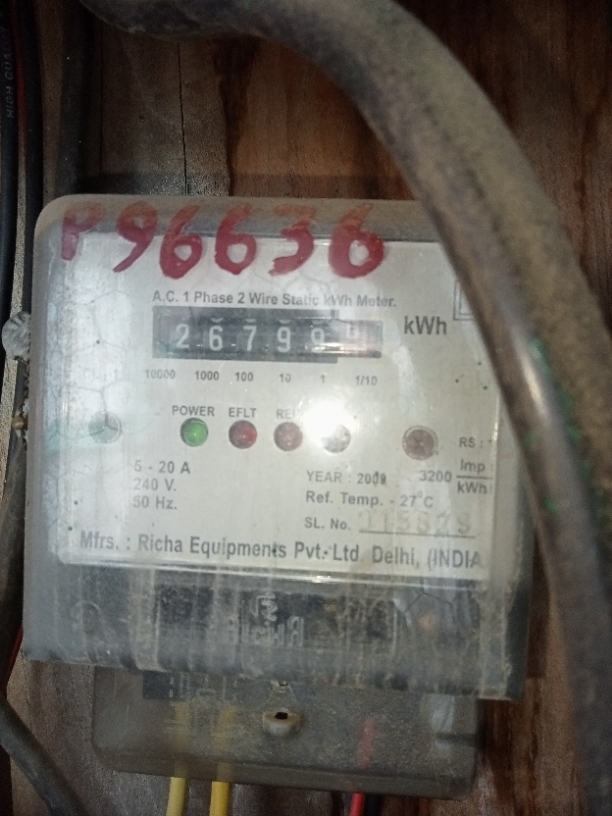 P96636
A.C. 1 Phase 2 Wire Static kWh Meter.
2 6 7 9 9 kWh
10000 1000 100 10 1 1/10
POWER EFLT
5 - 20 A
240 V.
50 Hz.
YEAR : 3200 Imp
kWh
Ref. Temp. - 27°C
SL. No.
Mfrs. : Richa Equipments Pvt. Ltd Delhi, (INDIA